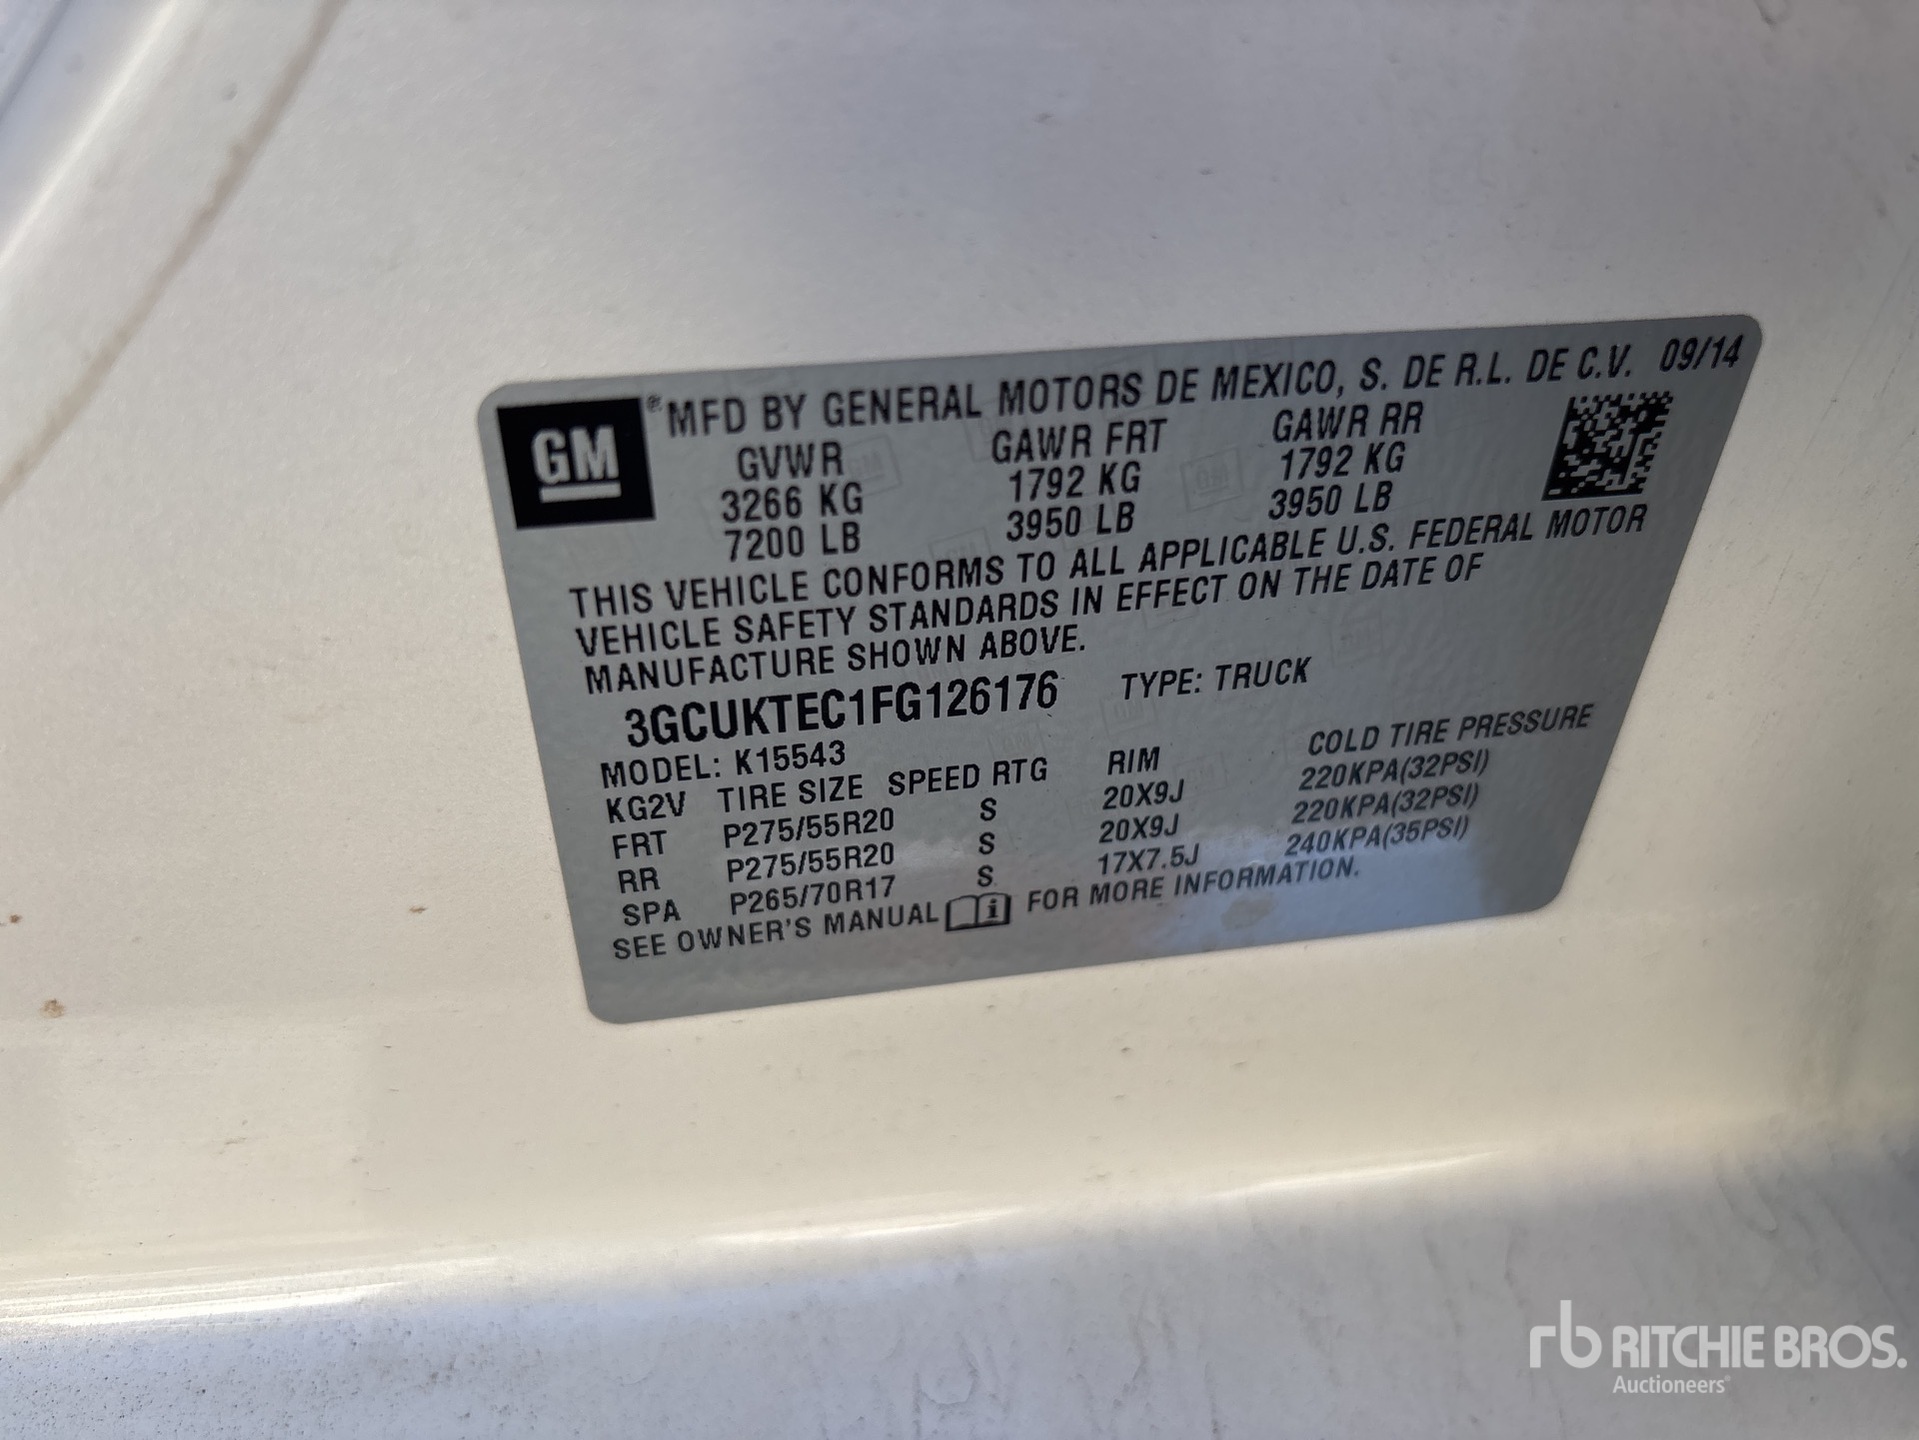 GM
® MFD BY GENERAL MOTORS DE MEXICO, S. DE R.L. DE C.V. 09/14
GVWR GAWR FRT GAWR RR
3266 KG 1792 KG 1792 KG
7200 LB 3950 LB 3950 LB
THIS VEHICLE CONFORMS TO ALL APPLICABLE U.S. FEDERAL MOTOR
VEHICLE SAFETY STANDARDS IN EFFECT ON THE DATE OF
MANUFACTURE SHOWN ABOVE.
3GCUKTEC1FG126176 TYPE: TRUCK
MODEL: K15543
KG2V TIRE SIZE SPEED RTG RIM COLD TIRE PRESSURE
FRT P275/55R20 S 20X9J 220KPA(32PSI)
RR P275/55R20 S 20X9J 220KPA(32PSI)
SPA P265/70R17 S 17X7.5J 240KPA(35PSI)
SEE OWNER'S MANUAL i FOR MORE INFORMATION.
rb RITCHIE BROS.
Auctioneers